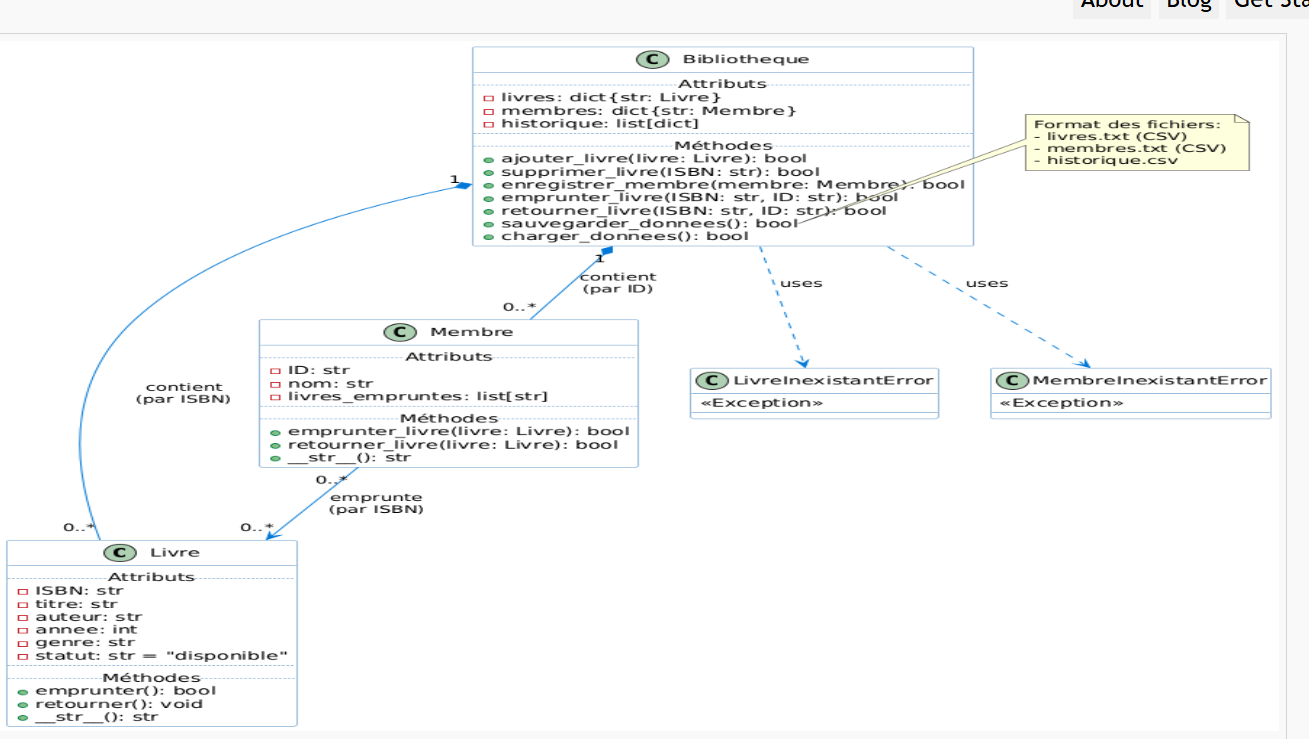 About Blog Get Sta
C Bibliotheque
Attributs
livres: dict{str: Livre}
membres: dict{str: Membre}
historique: list[dict]
Méthodes
ajouter_livre(livre: Livre): bool
supprimer_livre(ISBN: str): bool
enregistrer_membre(membre: Membre): bool
emprunter_livre(ISBN: str, ID: str): bool
retourner_livre(ISBN: str, ID: str): bool
sauvegarder_donnees(): bool
charger_donnees(): bool
Format des fichiers:
- livres.txt (CSV)
- membres.txt (CSV)
- historique.csv
1
1
contient
(par ID)
0..*
uses
uses
C Membre
Attributs
ID: str
nom: str
livres_empruntes: list[str]
Méthodes
emprunter_livre(livre: Livre): bool
retourner_livre(livre: Livre): bool
__str__(): str
C LivreInexistantError
«Exception»
C MembreInexistantError
«Exception»
contient
(par ISBN)
0..*
emprunte
(par ISBN)
0..*
0..*
C Livre
Attributs
ISBN: str
titre: str
auteur: str
annee: int
genre: str
statut: str = "disponible"
Méthodes
emprunter(): bool
retourner(): void
__str__(): str